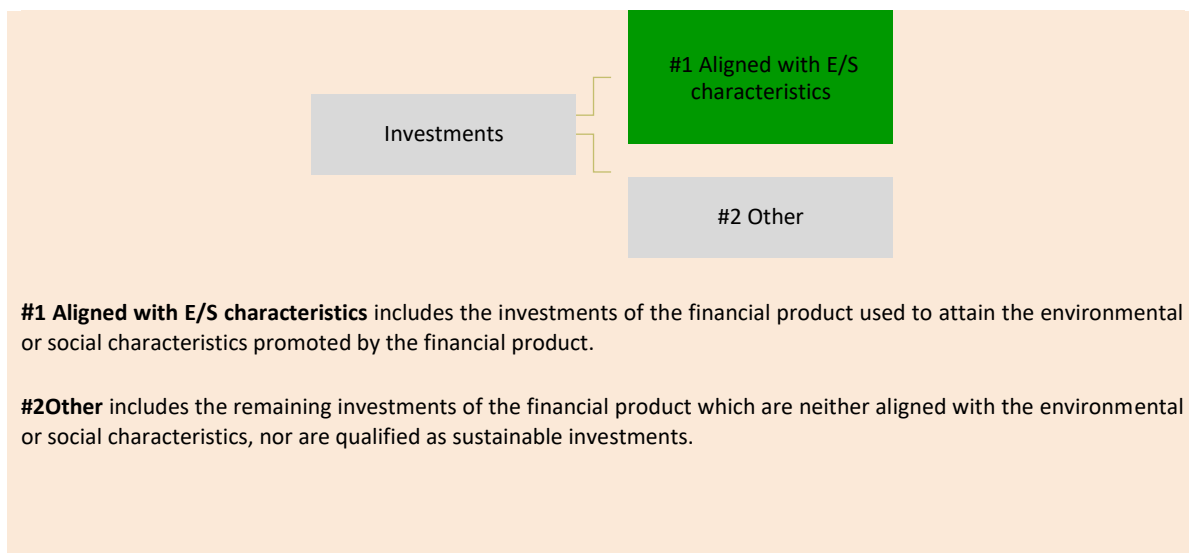 #1 Aligned with E/S
characteristics
Investments
#2 Other
#1 Aligned with E/S characteristics includes the investments of the financial product used to attain the environmental
or social characteristics promoted by the financial product.
#2Other includes the remaining investments of the financial product which are neither aligned with the environmental
or social characteristics, nor are qualified as sustainable investments.